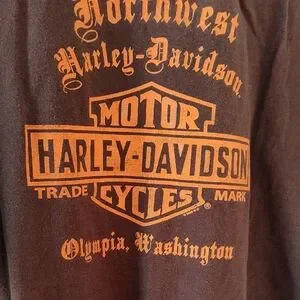 Northwest
Harley-Davidson
MOTOR
HARLEY-DAVIDSON
TRADE MARK
CYCLES ®
Olympia, Washington